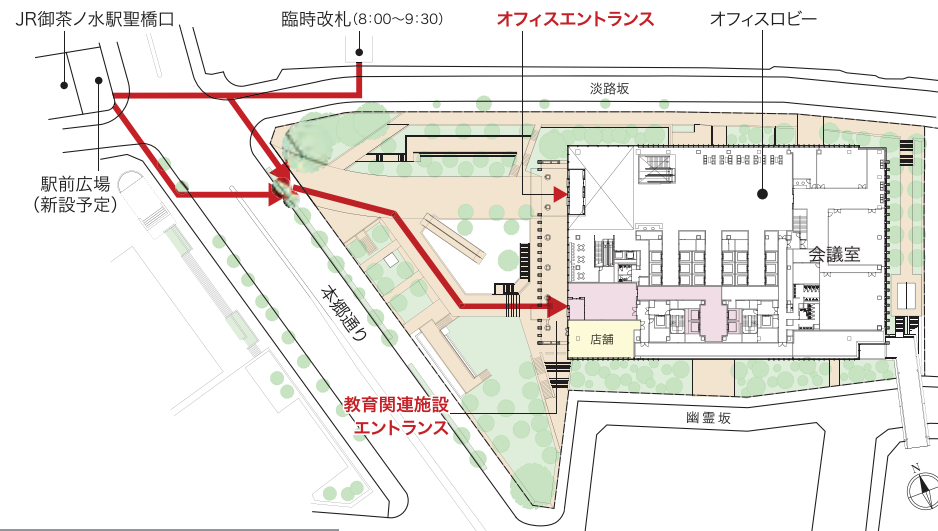 JR御茶ノ水駅聖橋口
臨時改札(8:00〜9:30)
オフィスエントランス
オフィスロビー
淡路坂
駅前広場
(新設予定)
会議室
本郷通り
店舗
教育関連施設
エントランス
幽霊坂
N